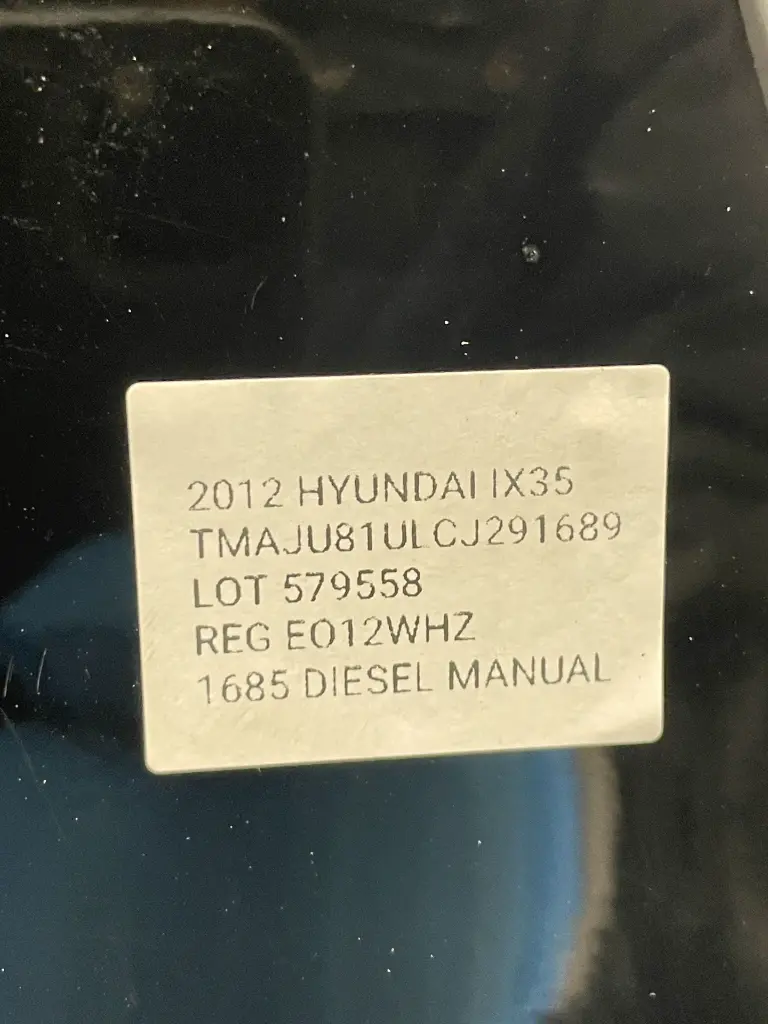 2012 HYUNDAI IX35
TMAJU81ULCJ291689
LOT 579558
REG EO12WHZ
1685 DIESEL MANUAL